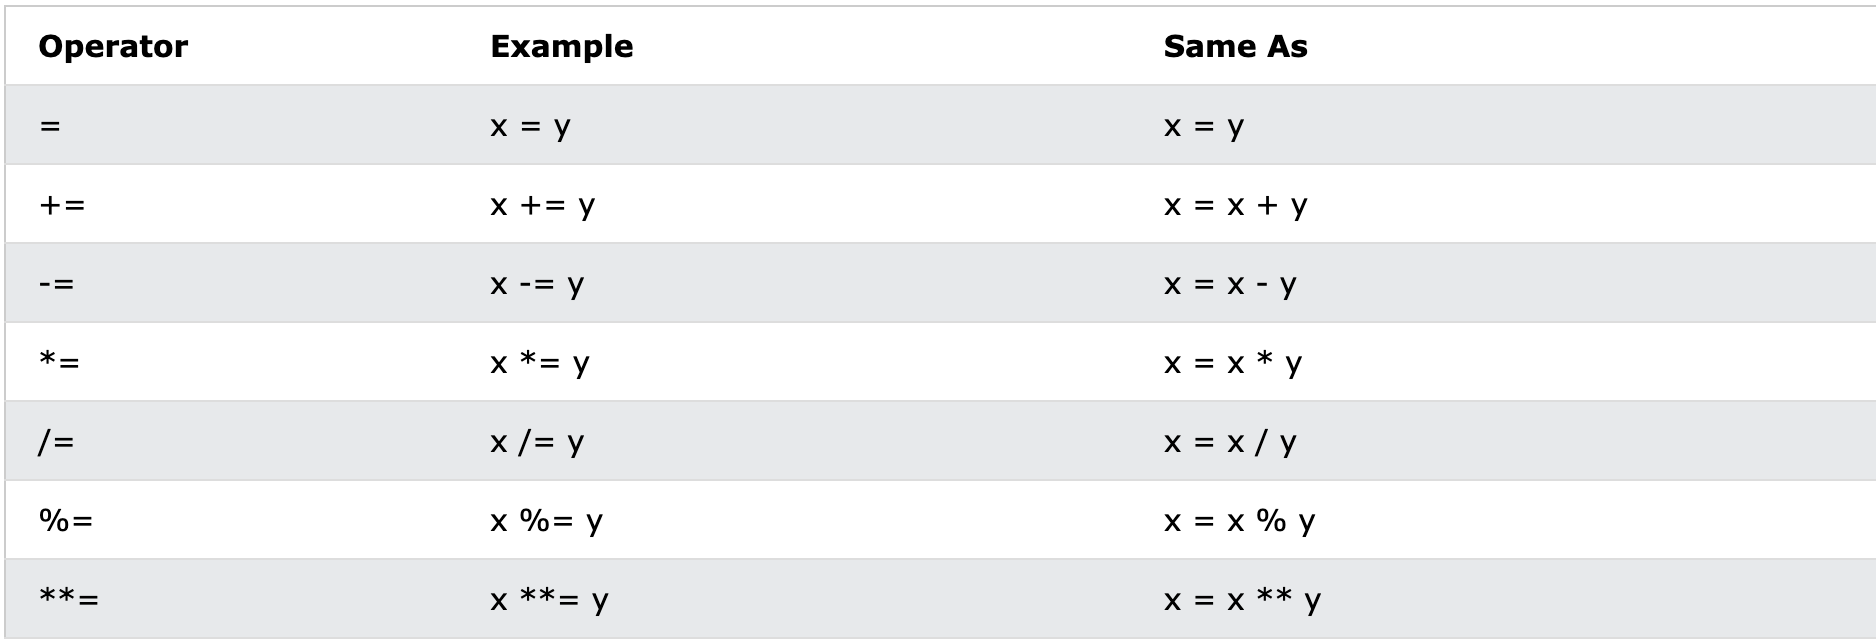 Operator Example Same As
= x = y x = y
+= x += y x = x + y
-= x -= y x = x - y
*= x *= y x = x * y
/= x /= y x = x / y
%= x %= y x = x % y
**= x **= y x = x ** y